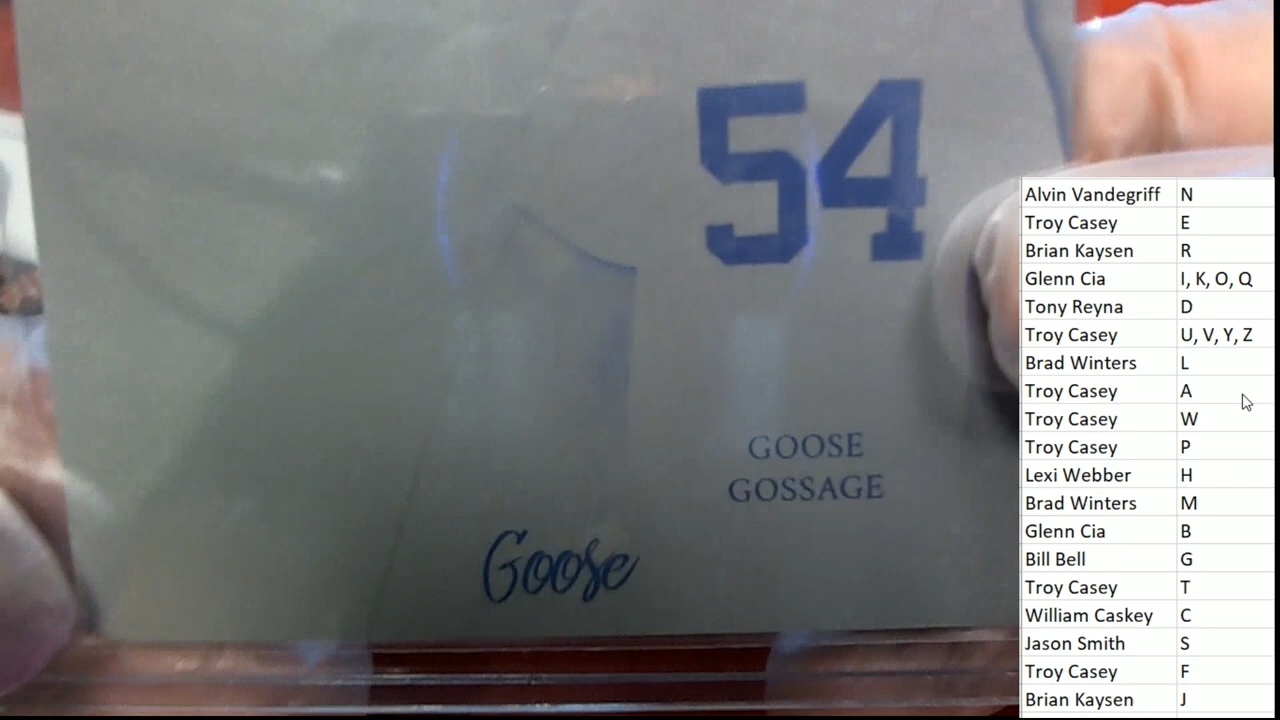 54
GOOSE
GOSSAGE
Goose
Alvin Vandegriff N
Troy Casey E
Brian Kaysen R
Glenn Cia I, K, O, Q
Tony Reyna D
Troy Casey U, V, Y, Z
Brad Winters L
Troy Casey A
Troy Casey W
Troy Casey P
Lexi Webber H
Brad Winters M
Glenn Cia B
Bill Bell G
Troy Casey T
William Caskey C
Jason Smith S
Troy Casey F
Brian Kaysen J